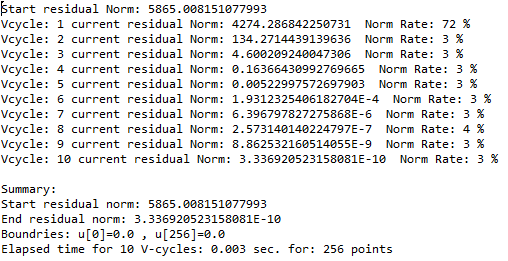 Start residual Norm: 5865.008151077993
Vcycle: 1 current residual Norm: 4274.286842250731  Norm Rate: 72 %
Vcycle: 2 current residual Norm: 134.2714439139636  Norm Rate: 3 %
Vcycle: 3 current residual Norm: 4.600209240047306  Norm Rate: 3 %
Vcycle: 4 current residual Norm: 0.16366430992769665  Norm Rate: 3 %
Vcycle: 5 current residual Norm: 0.00522997572697903  Norm Rate: 3 %
Vcycle: 6 current residual Norm: 1.9312325406182704E-4  Norm Rate: 3 %
Vcycle: 7 current residual Norm: 6.396797827275868E-6  Norm Rate: 3 %
Vcycle: 8 current residual Norm: 2.573140140224797E-7  Norm Rate: 4 %
Vcycle: 9 current residual Norm: 8.862532160514055E-9  Norm Rate: 3 %
Vcycle: 10 current residual Norm: 3.336920523158081E-10  Norm Rate: 3 %
Summary:
Start residual norm: 5865.008151077993
End residual norm: 3.336920523158081E-10
Boundries: u[0]=0.0 , u[256]=0.0
Elapsed time for 10 V-cycles: 0.003 sec. for: 256 points